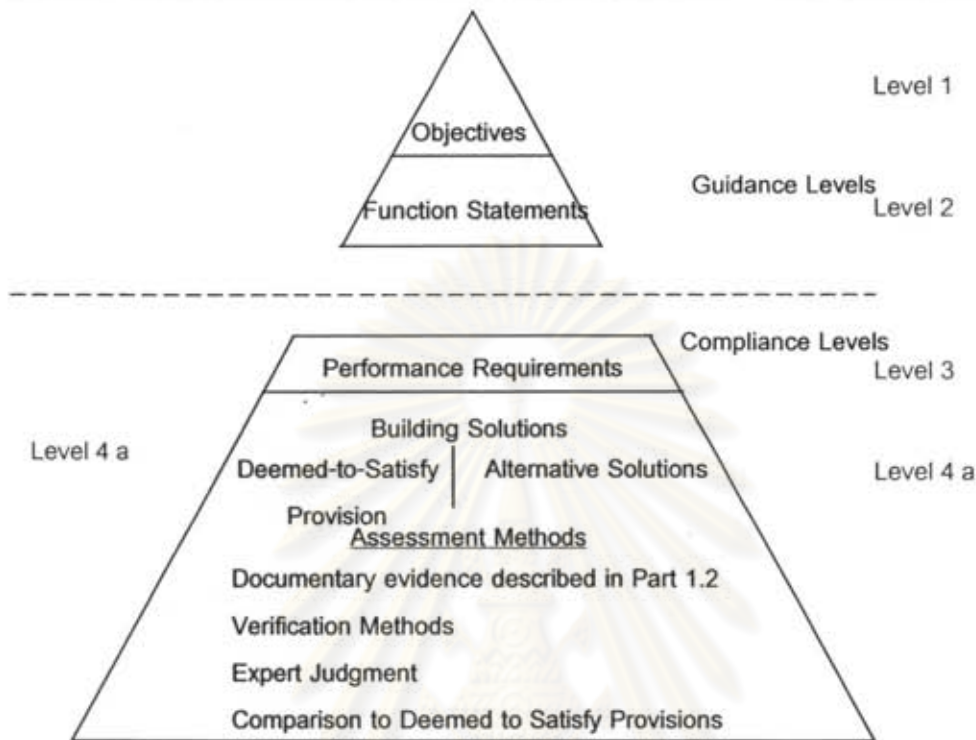 Level 1
Objectives
Guidance Levels
Function Statements
Level 2
Compliance Levels
Performance Requirements
Level 3
Building Solutions
Level 4 a
Deemed-to-Satisfy
Alternative Solutions
Level 4 a
Provision
Assessment Methods
Documentary evidence described in Part 1.2
Verification Methods
Expert Judgment
Comparison to Deemed to Satisfy Provisions